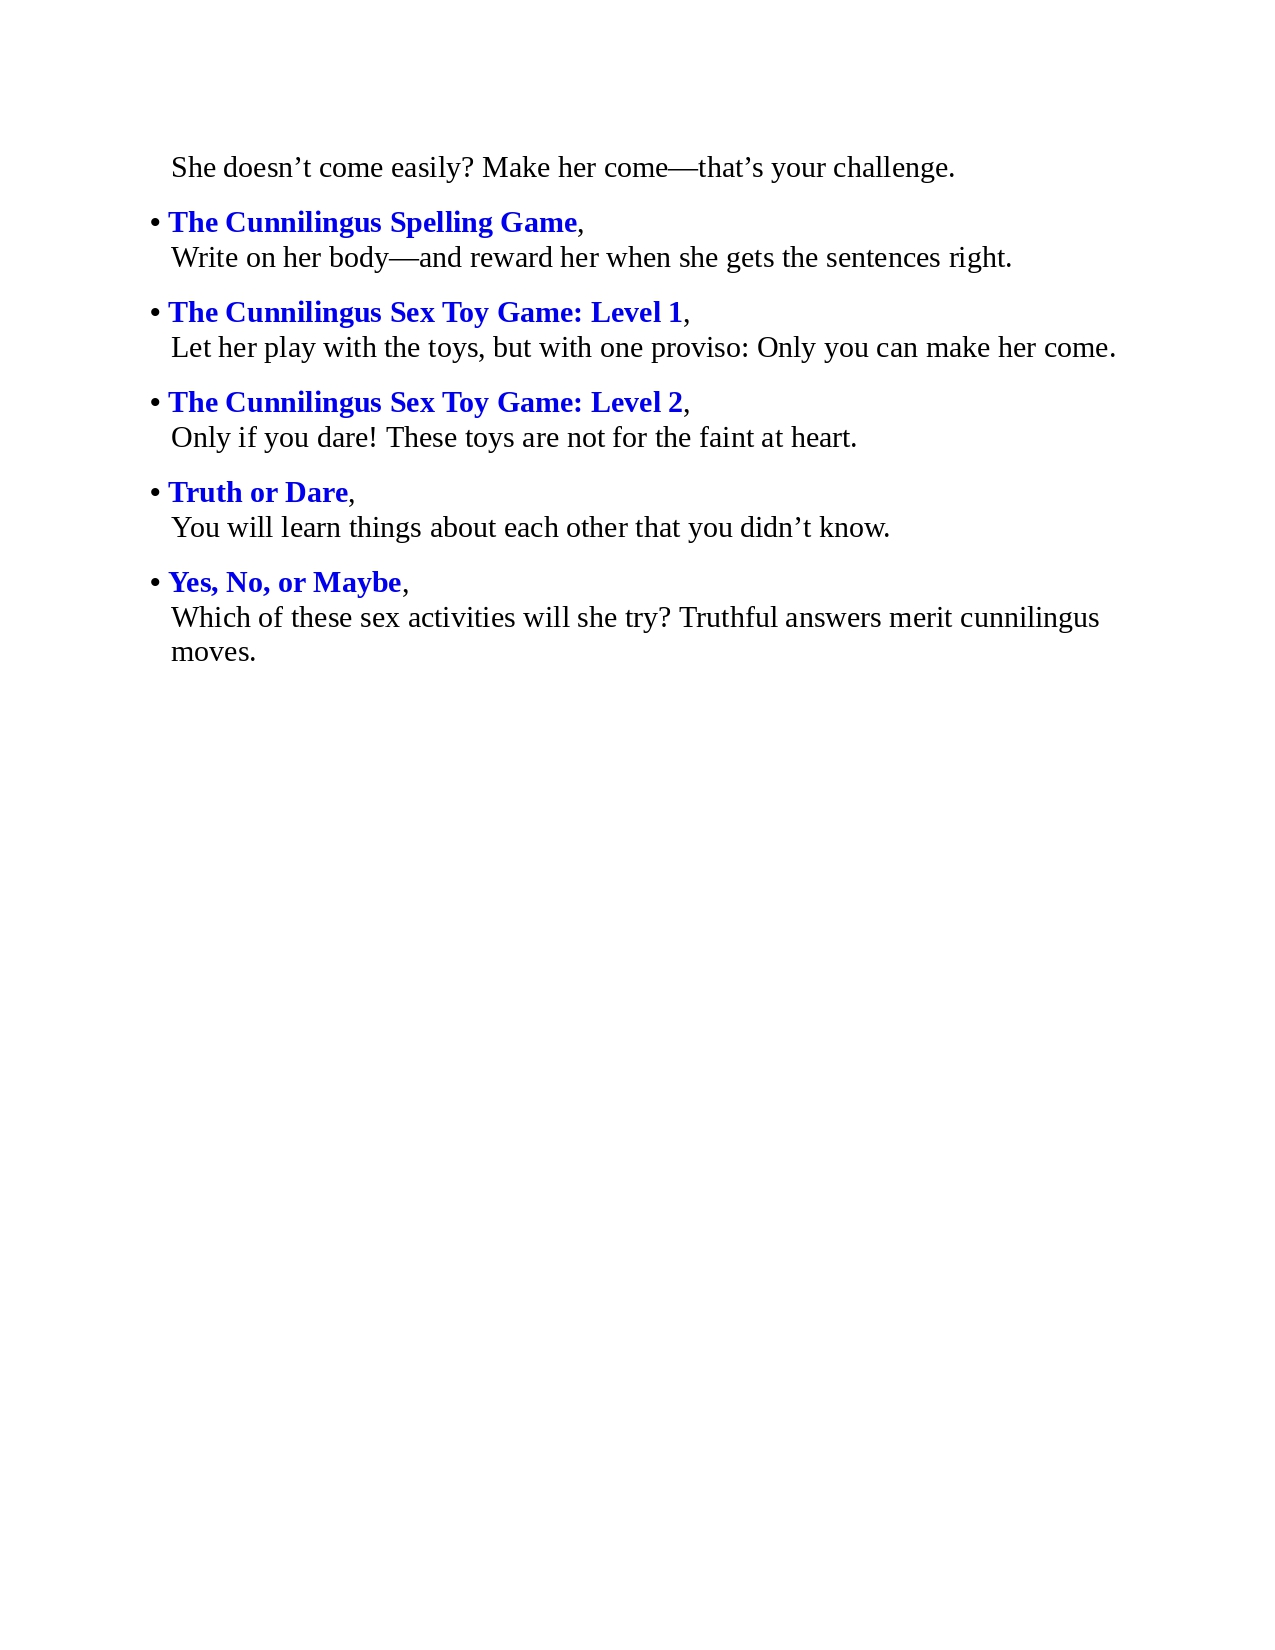 She doesn’t come easily? Make her come—that’s your challenge.
• The Cunnilingus Spelling Game,
Write on her body—and reward her when she gets the sentences right.
• The Cunnilingus Sex Toy Game: Level 1,
Let her play with the toys, but with one proviso: Only you can make her come.
• The Cunnilingus Sex Toy Game: Level 2,
Only if you dare! These toys are not for the faint at heart.
• Truth or Dare,
You will learn things about each other that you didn’t know.
• Yes, No, or Maybe,
Which of these sex activities will she try? Truthful answers merit cunnilingus
moves.